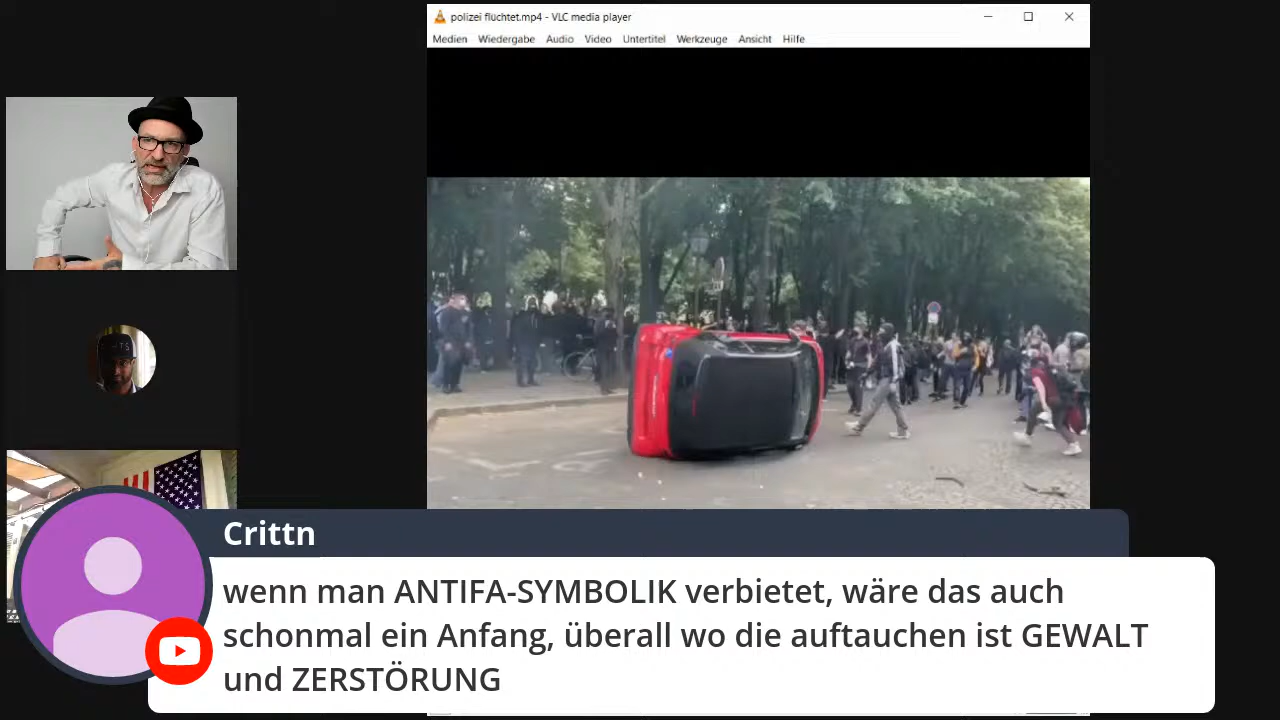 polizei flüchtet.mp4 - VLC media player
Medien Wiedergabe Audio Video Untertitel Werkzeuge Ansicht Hilfe
Crittn
wenn man ANTIFA-SYMBOLIK verbietet, wäre das auch
schonmal ein Anfang, überall wo die auftauchen ist GEWALT
und ZERSTÖRUNG